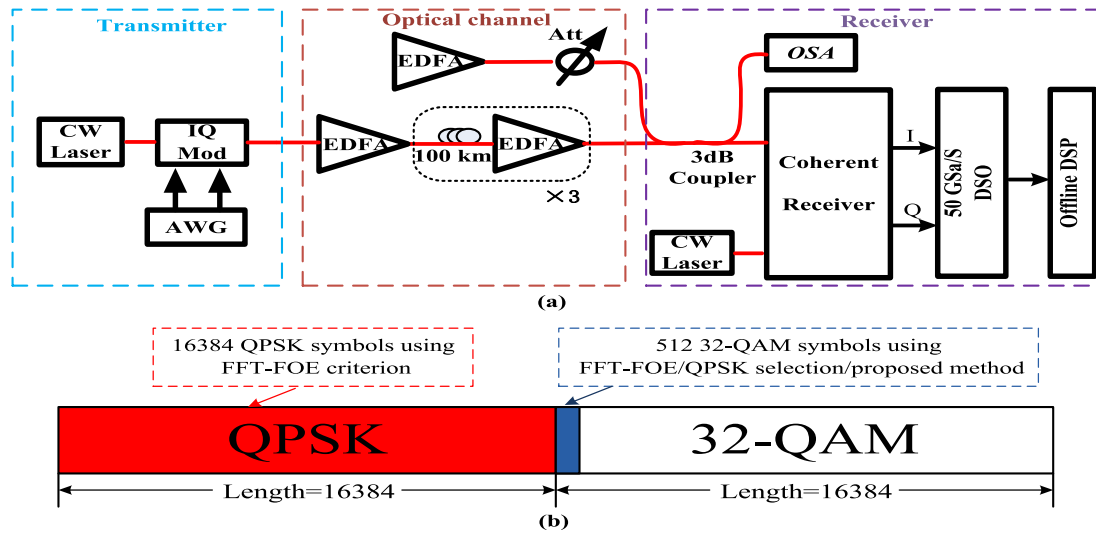 Transmitter
Optical channel
Receiver
EDFA
Att
OSA
CW
Laser
IQ
Mod
AWG
EDFA
100 km
EDFA
×3
3dB
Coupler
CW
Laser
Coherent
Receiver
I
Q
50 GSa/S
DSO
Offline DSP
(a)
16384 QPSK symbols using
FFT-FOE criterion
512 32-QAM symbols using
FFT-FOE/QPSK selection/proposed method
QPSK
32-QAM
Length=16384
Length=16384
(b)